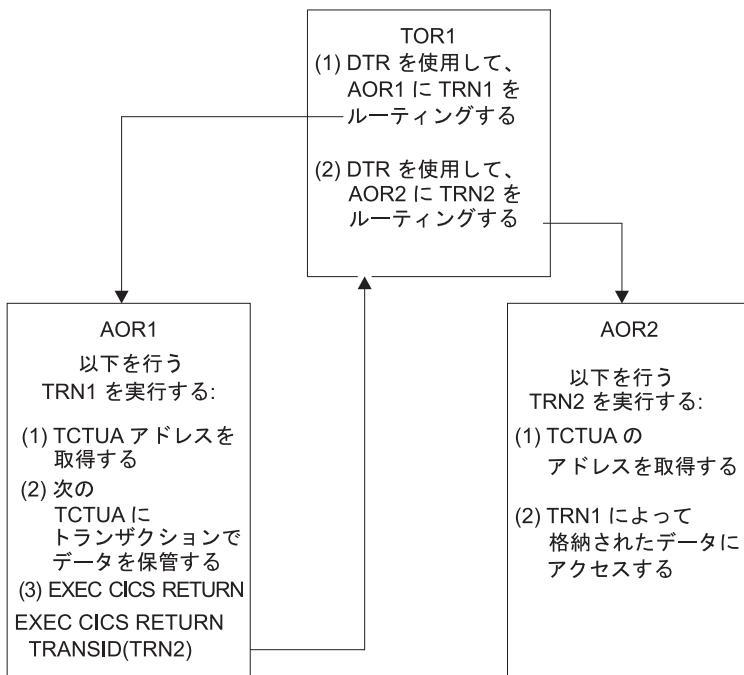 TOR1
(1) DTR を使用して、
AOR1 に TRN1 を
ルーティングする
(2) DTR を使用して、
AOR2 に TRN2 を
ルーティングする
AOR1
以下を行う
TRN1 を実行する:
(1) TCTUA アドレスを
取得する
(2) 次の
TCTUA に
トランザクションで
データを保管する
(3) EXEC CICS RETURN
EXEC CICS RETURN
TRANSID(TRN2)
AOR2
以下を行う
TRN2 を実行する:
(1) TCTUA の
アドレスを取得する
(2) TRN1 によって
格納されたデータに
アクセスする